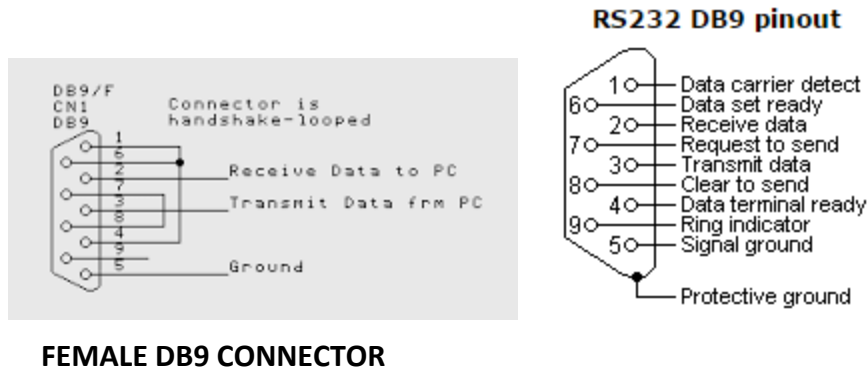 RS232 DB9 pinout
DB9/F
CN1
DB9
Connector is
handshake-looped
1
6
2
7
3
8
4
9
5
Receive Data to PC
Transmit Data frm PC
Ground
1 Data carrier detect
6 Data set ready
2 Receive data
7 Request to send
3 Transmit data
8 Clear to send
4 Data terminal ready
9 Ring indicator
5 Signal ground
Protective ground
FEMALE DB9 CONNECTOR